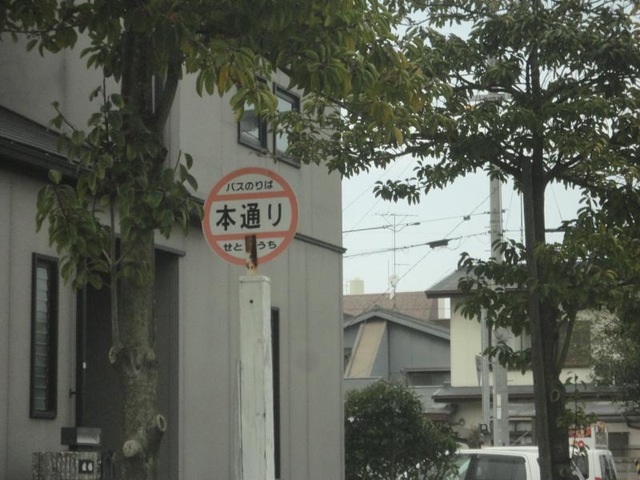 バスのりば
本通り
せと うち